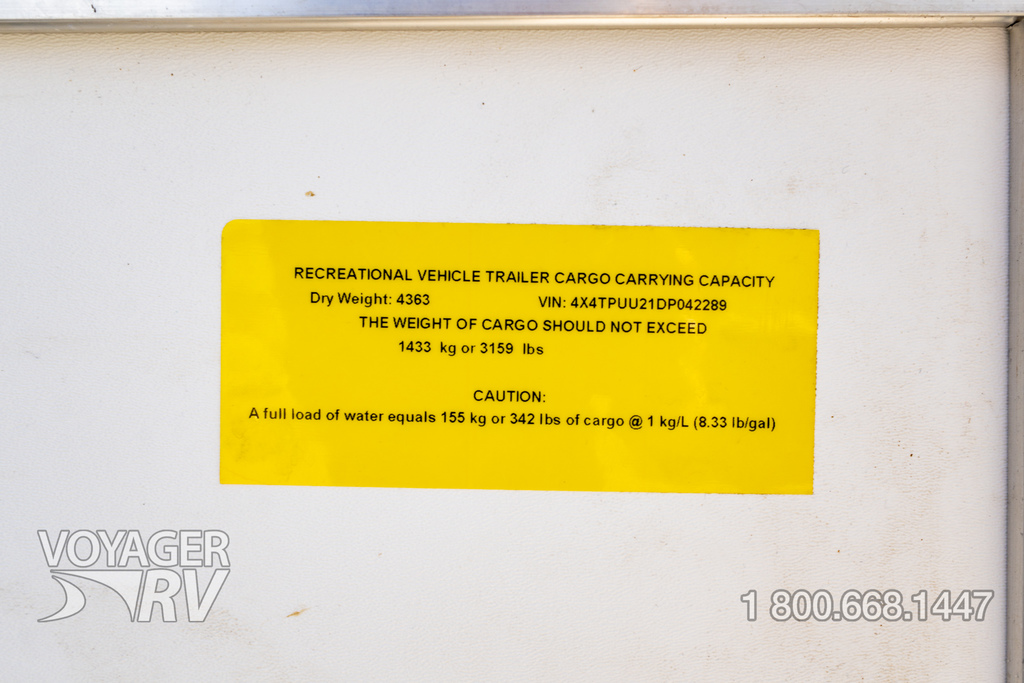 RECREATIONAL VEHICLE TRAILER CARGO CARRYING CAPACITY
Dry Weight: 4363 VIN: 4X4TPUU21DP042289
THE WEIGHT OF CARGO SHOULD NOT EXCEED
1433 kg or 3159 lbs
CAUTION:
A full load of water equals 155 kg or 342 lbs of cargo @ 1 kg/L (8.33 lb/gal)
VOYAGER
RV
1 800.668.1447